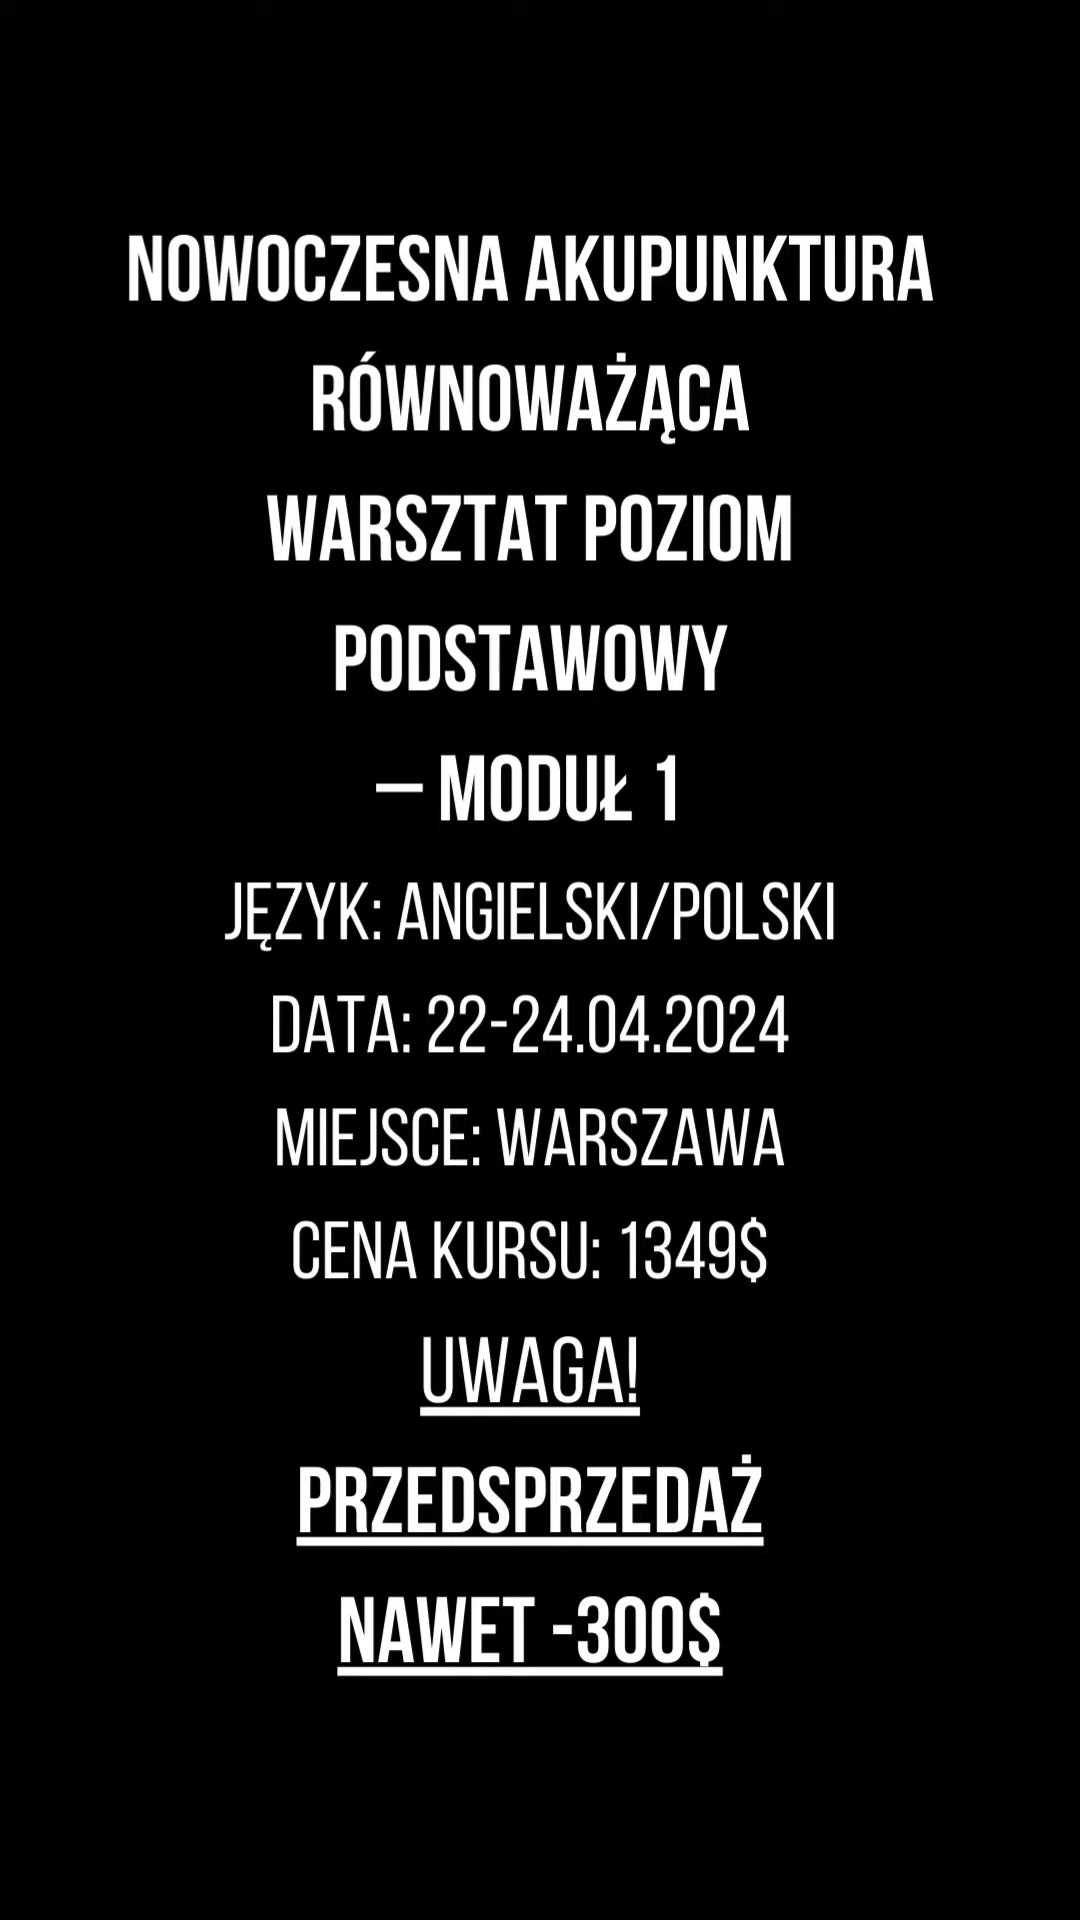 NOWOCZESNA AKUPUNKTURA
RÓWNOWAŻĄCA
WARSZTAT POZIOM
PODSTAWOWY
– MODUŁ 1
JĘZYK: ANGIELSKI/POLSKI
DATA: 22-24.04.2024
MIEJSCE: WARSZAWA
CENA KURSU: 1349$
UWAGA!
PRZEDSPRZEDAŻ
NAWET -300$